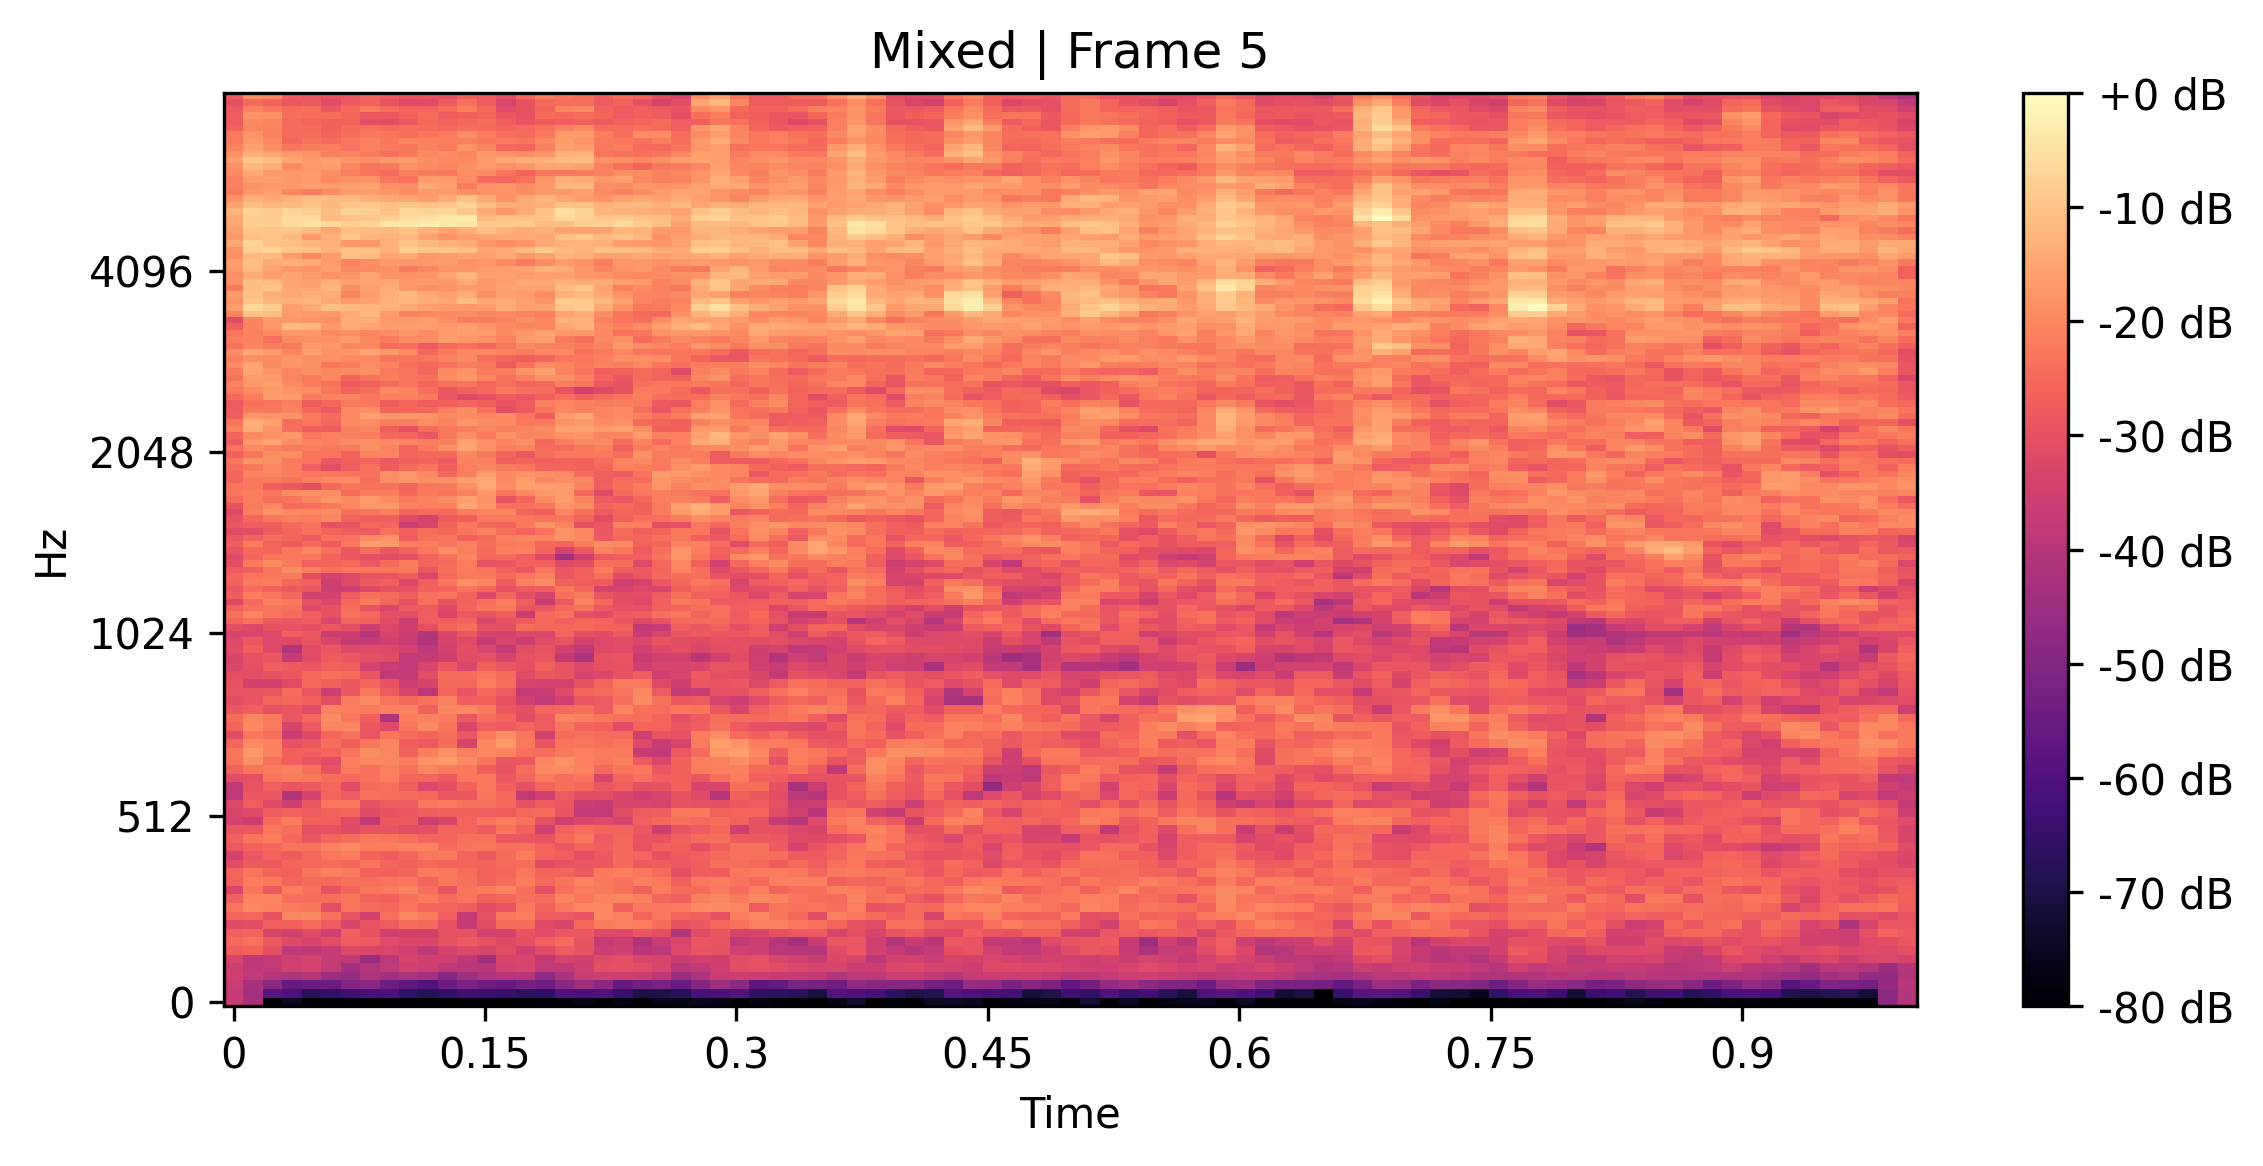 Mixed | Frame 5
+0 dB
-10 dB
-20 dB
-30 dB
-40 dB
-50 dB
-60 dB
-70 dB
-80 dB
Hz
4096
2048
1024
512
0
0 0.15 0.3 0.45 0.6 0.75 0.9
Time